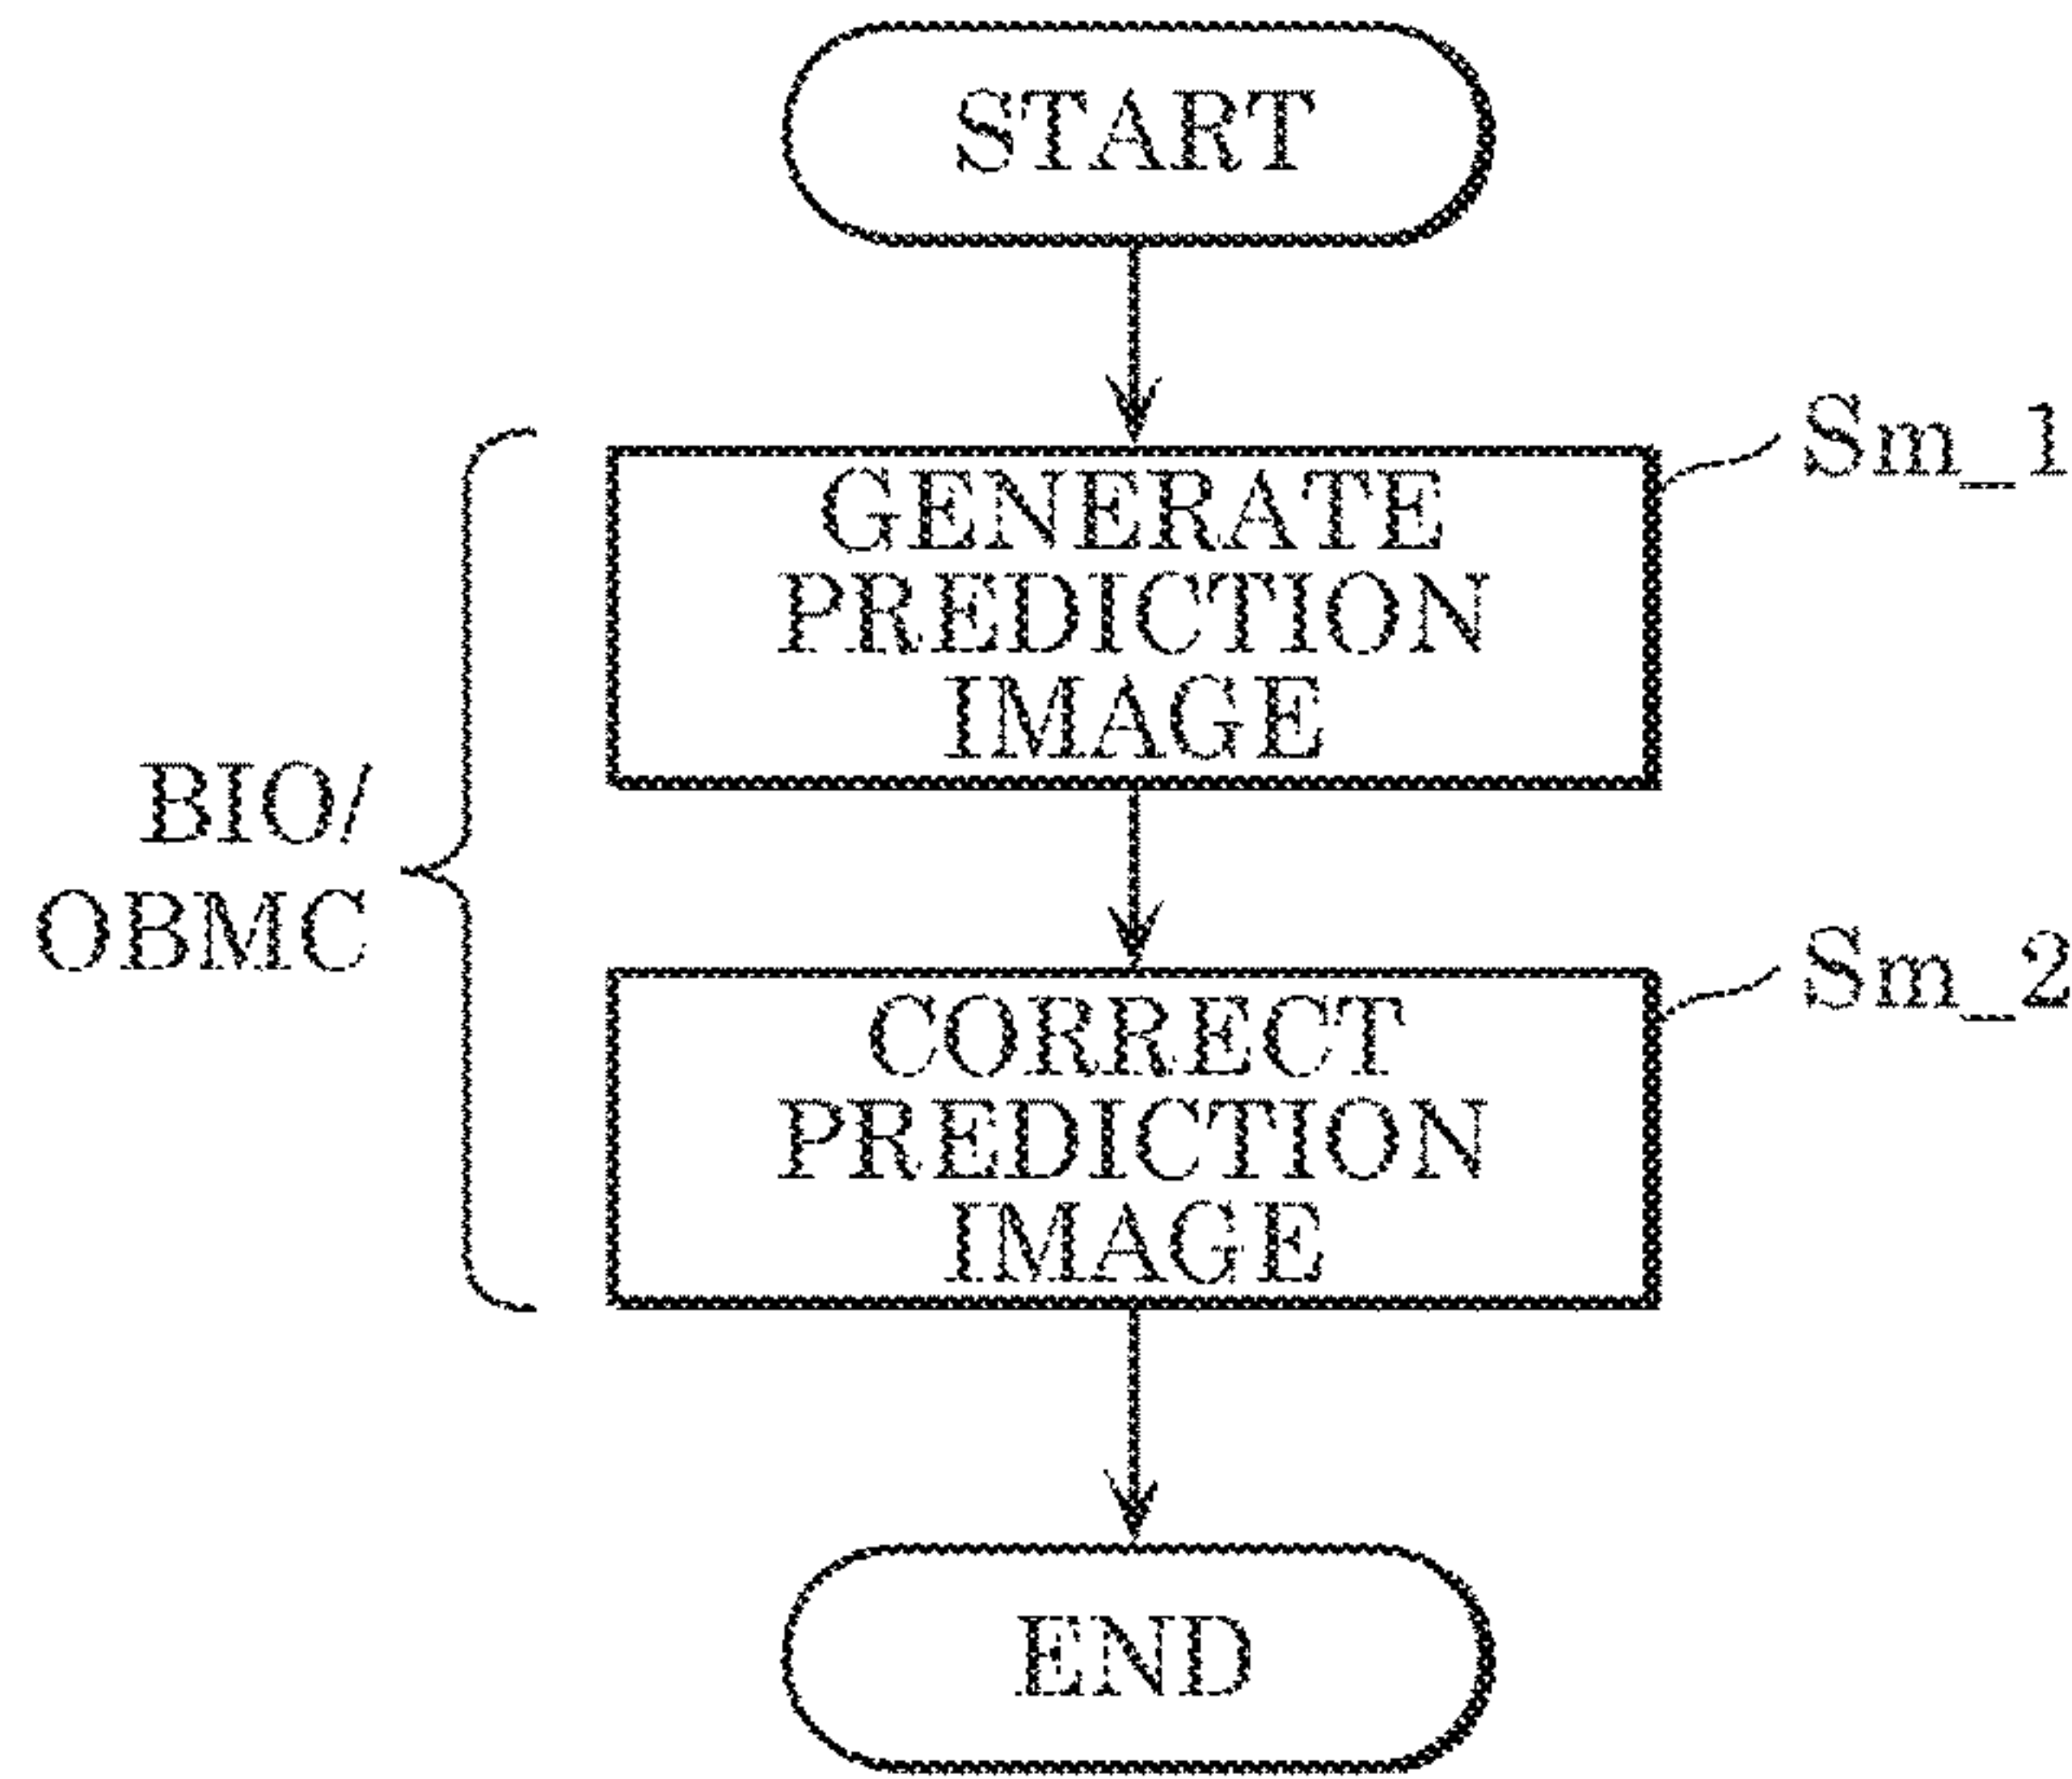 START
Sm_1
GENERATE
PREDICTION
IMAGE
BIO/
OBMC
Sm_2
CORRECT
PREDICTION
IMAGE
END